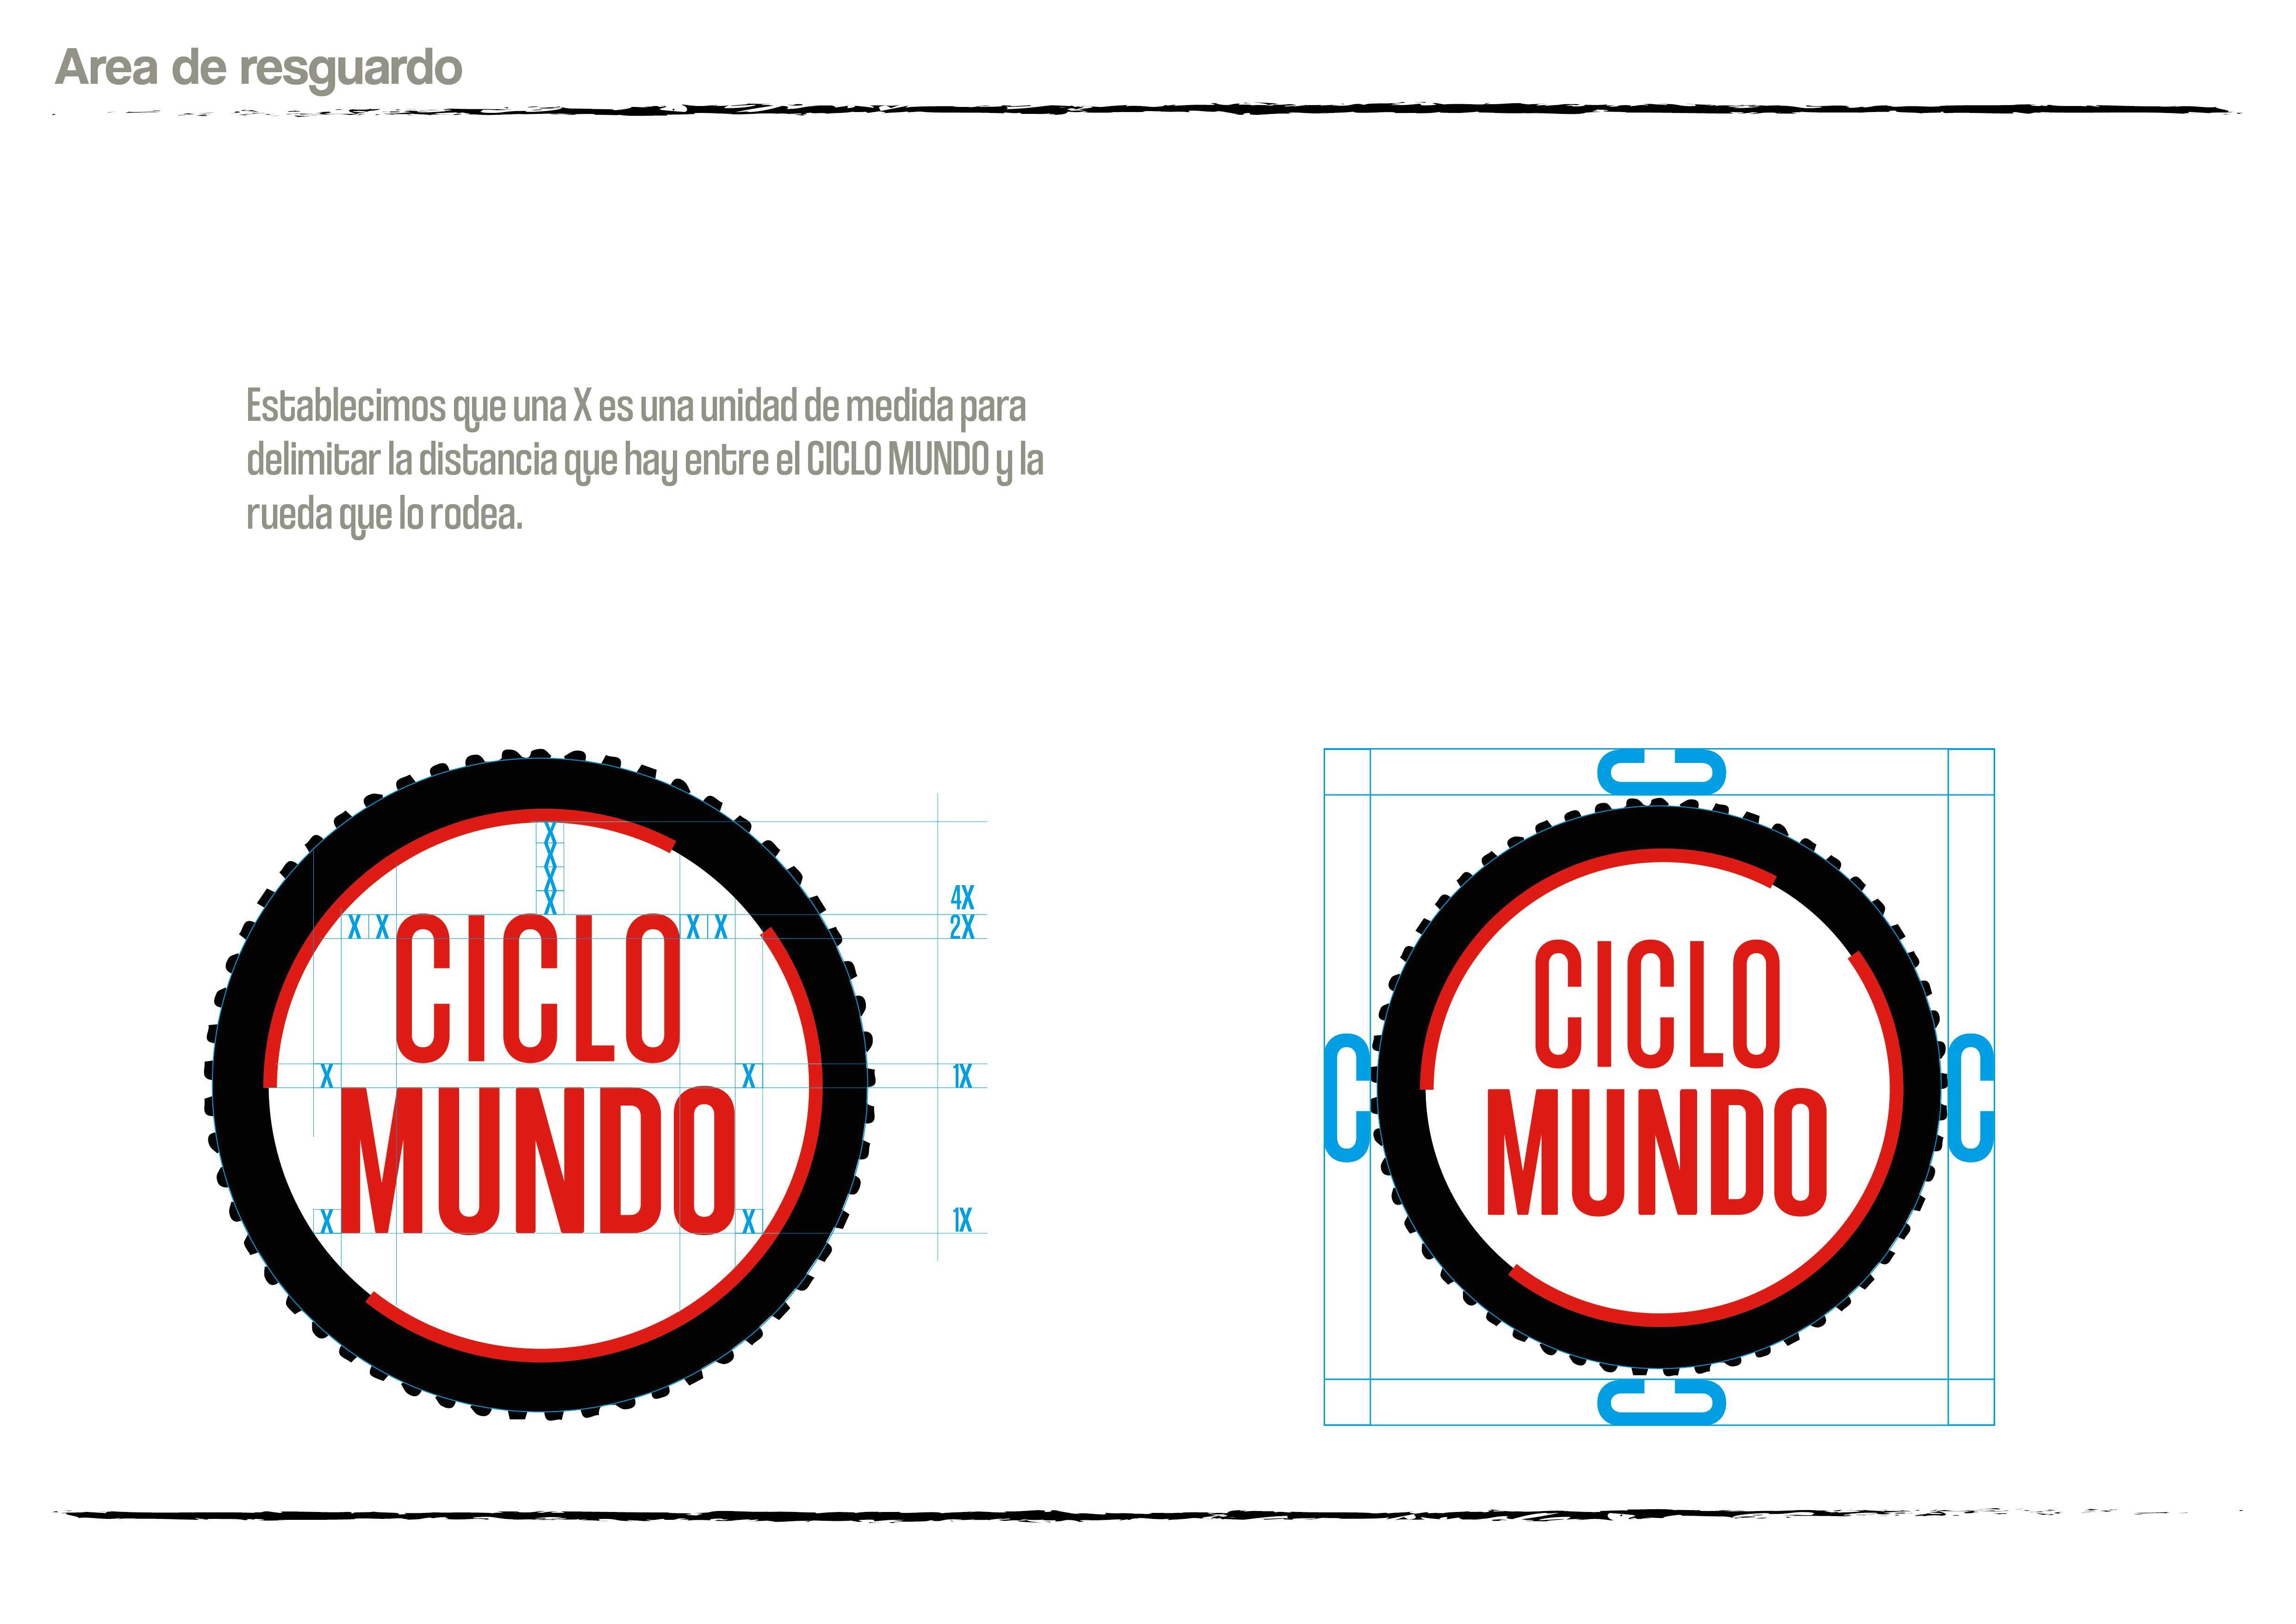 Area de resguardo
Establecimos que una X es una unidad de medida para
delimitar la distancia que hay entre el CICLO MUNDO y la
rueda que lo rodea.
X
X
X
X
4X
X X CICLO X X 2X
X X 1X
MUNDO
X X 1X
C
CICLO
C C
MUNDO
C